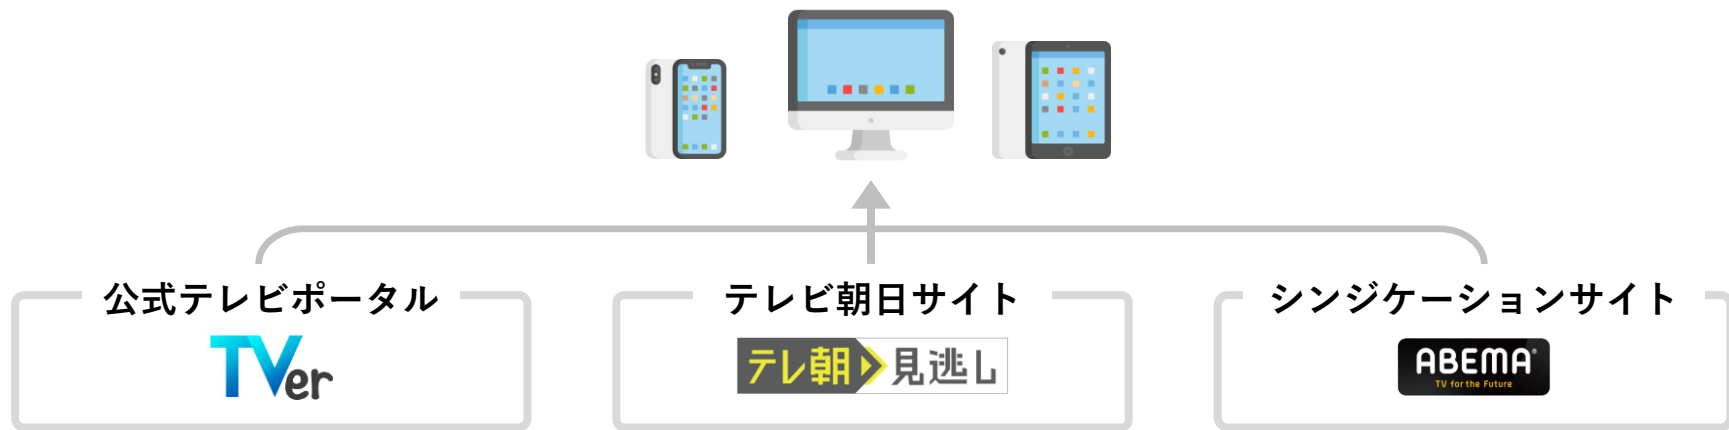 公式テレビポータル
TVer
テレビ朝日サイト
テレ朝見逃し
シンジケーションサイト
ABEMA®
TV for the Future